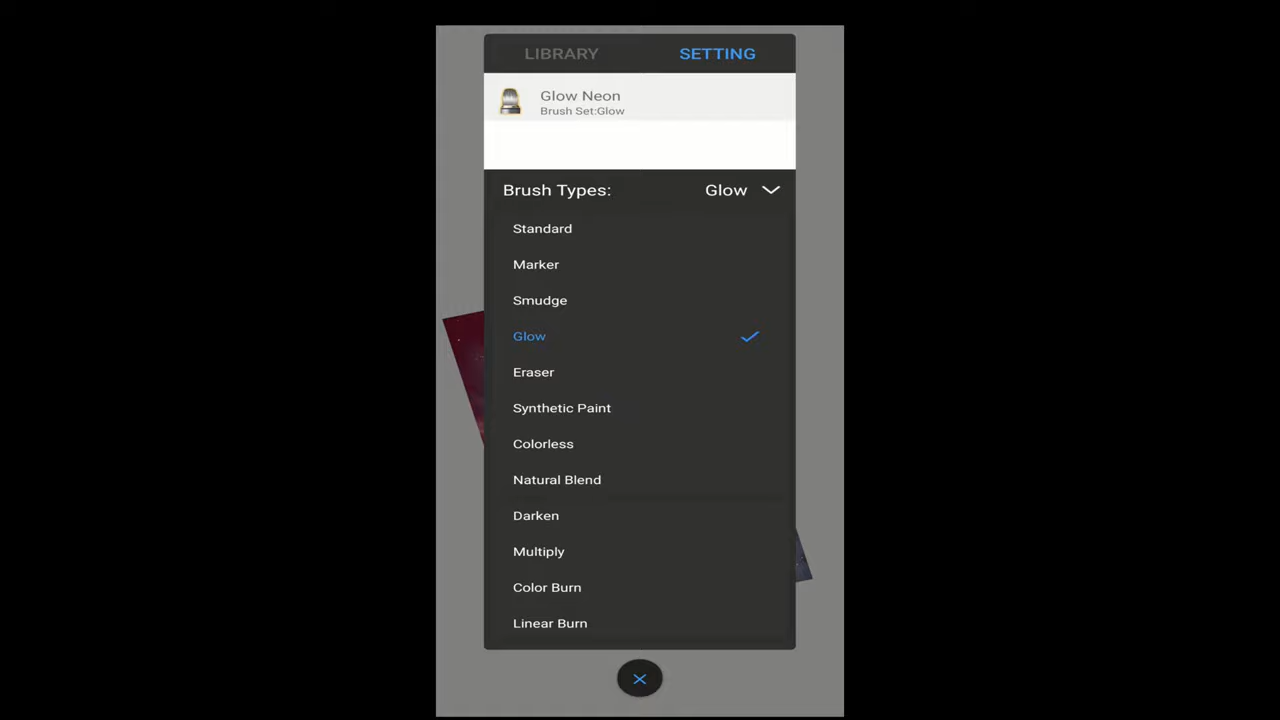 LIBRARY SETTING
Glow Neon
Brush Set:Glow
Brush Types: Glow
Standard
Marker
Smudge
Glow
Eraser
Synthetic Paint
Colorless
Natural Blend
Darken
Multiply
Color Burn
Linear Burn